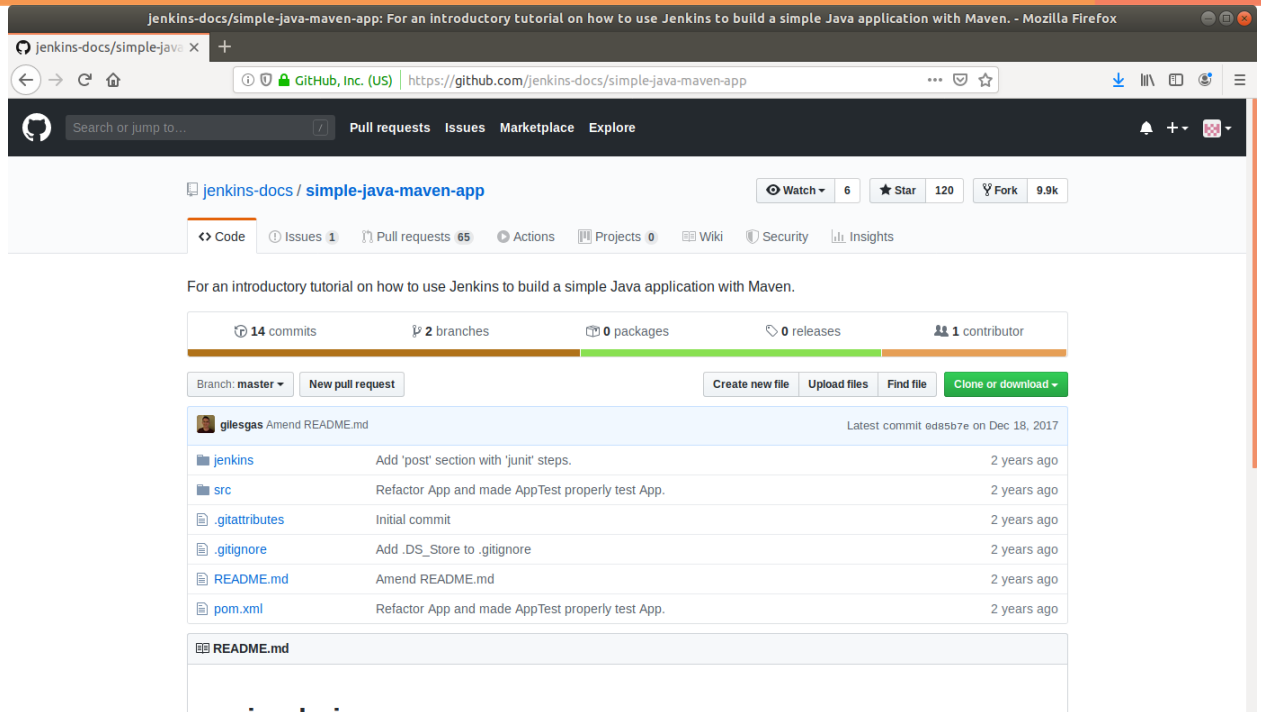 jenkins-docs/simple-java-maven-app: For an introductory tutorial on how to use Jenkins to build a simple Java application with Maven. - Mozilla Firefox
jenkins-docs/simple-java
GitHub, Inc. (US) https://github.com/jenkins-docs/simple-java-maven-app
Search or jump to... / Pull requests Issues Marketplace Explore
jenkins-docs / simple-java-maven-app Watch 6 Star 120 Fork 9.9k
Code Issues 1 Pull requests 65 Actions Projects 0 Wiki Security Insights
For an introductory tutorial on how to use Jenkins to build a simple Java application with Maven.
14 commits 2 branches 0 packages 0 releases 1 contributor
Branch: master New pull request Create new file Upload files Find file Clone or download
gilesgas Amend README.md Latest commit 0d85b7e on Dec 18, 2017
jenkins Add 'post' section with 'junit' steps. 2 years ago
src Refactor App and made AppTest properly test App. 2 years ago
.gitattributes Initial commit 2 years ago
.gitignore Add .DS_Store to .gitignore 2 years ago
README.md Amend README.md 2 years ago
pom.xml Refactor App and made AppTest properly test App. 2 years ago
README.md